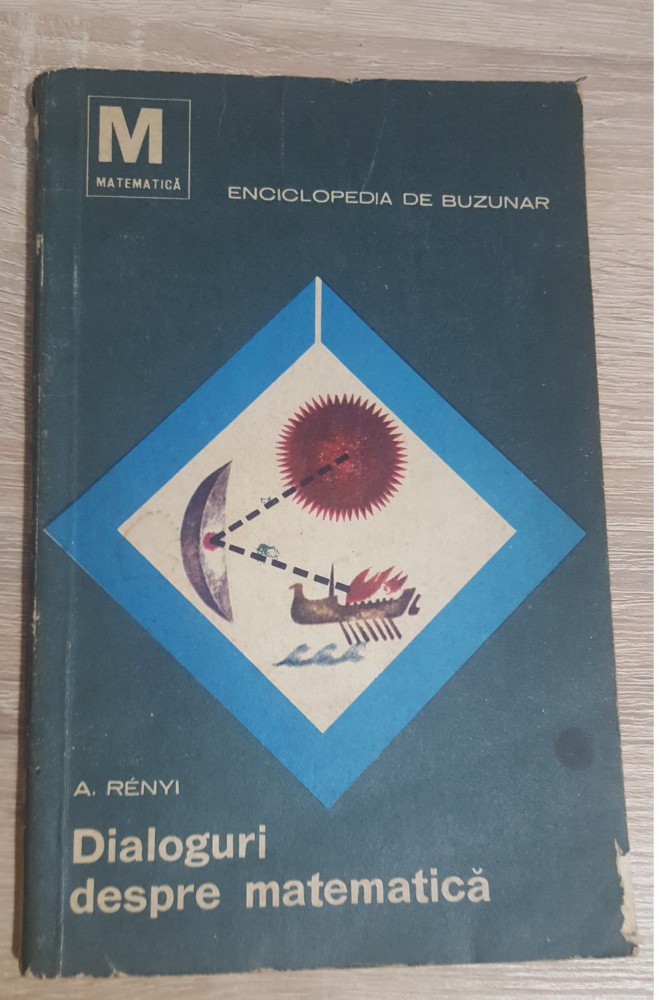 M
MATEMATICĂ
ENCICLOPEDIA DE BUZUNAR
A. RÉNYI
Dialoguri
despre matematică